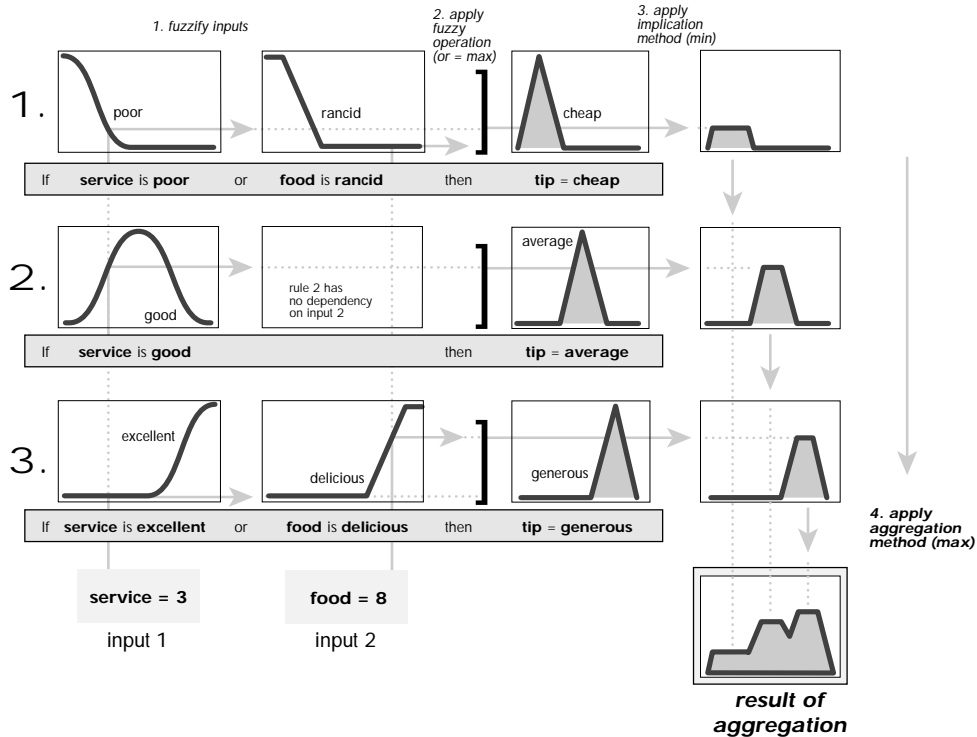 1. fuzzify inputs
2. apply
fuzzy
operation
(or = max)
3. apply
implication
method (min)
1.
poor
rancid
cheap
If service is poor or food is rancid then tip = cheap
2.
good
rule 2 has
no dependency
on input 2
average
If service is good then tip = average
3.
excellent
delicious
generous
If service is excellent or food is delicious then tip = generous
4. apply
aggregation
method (max)
service = 3
food = 8
input 1
input 2
result of
aggregation